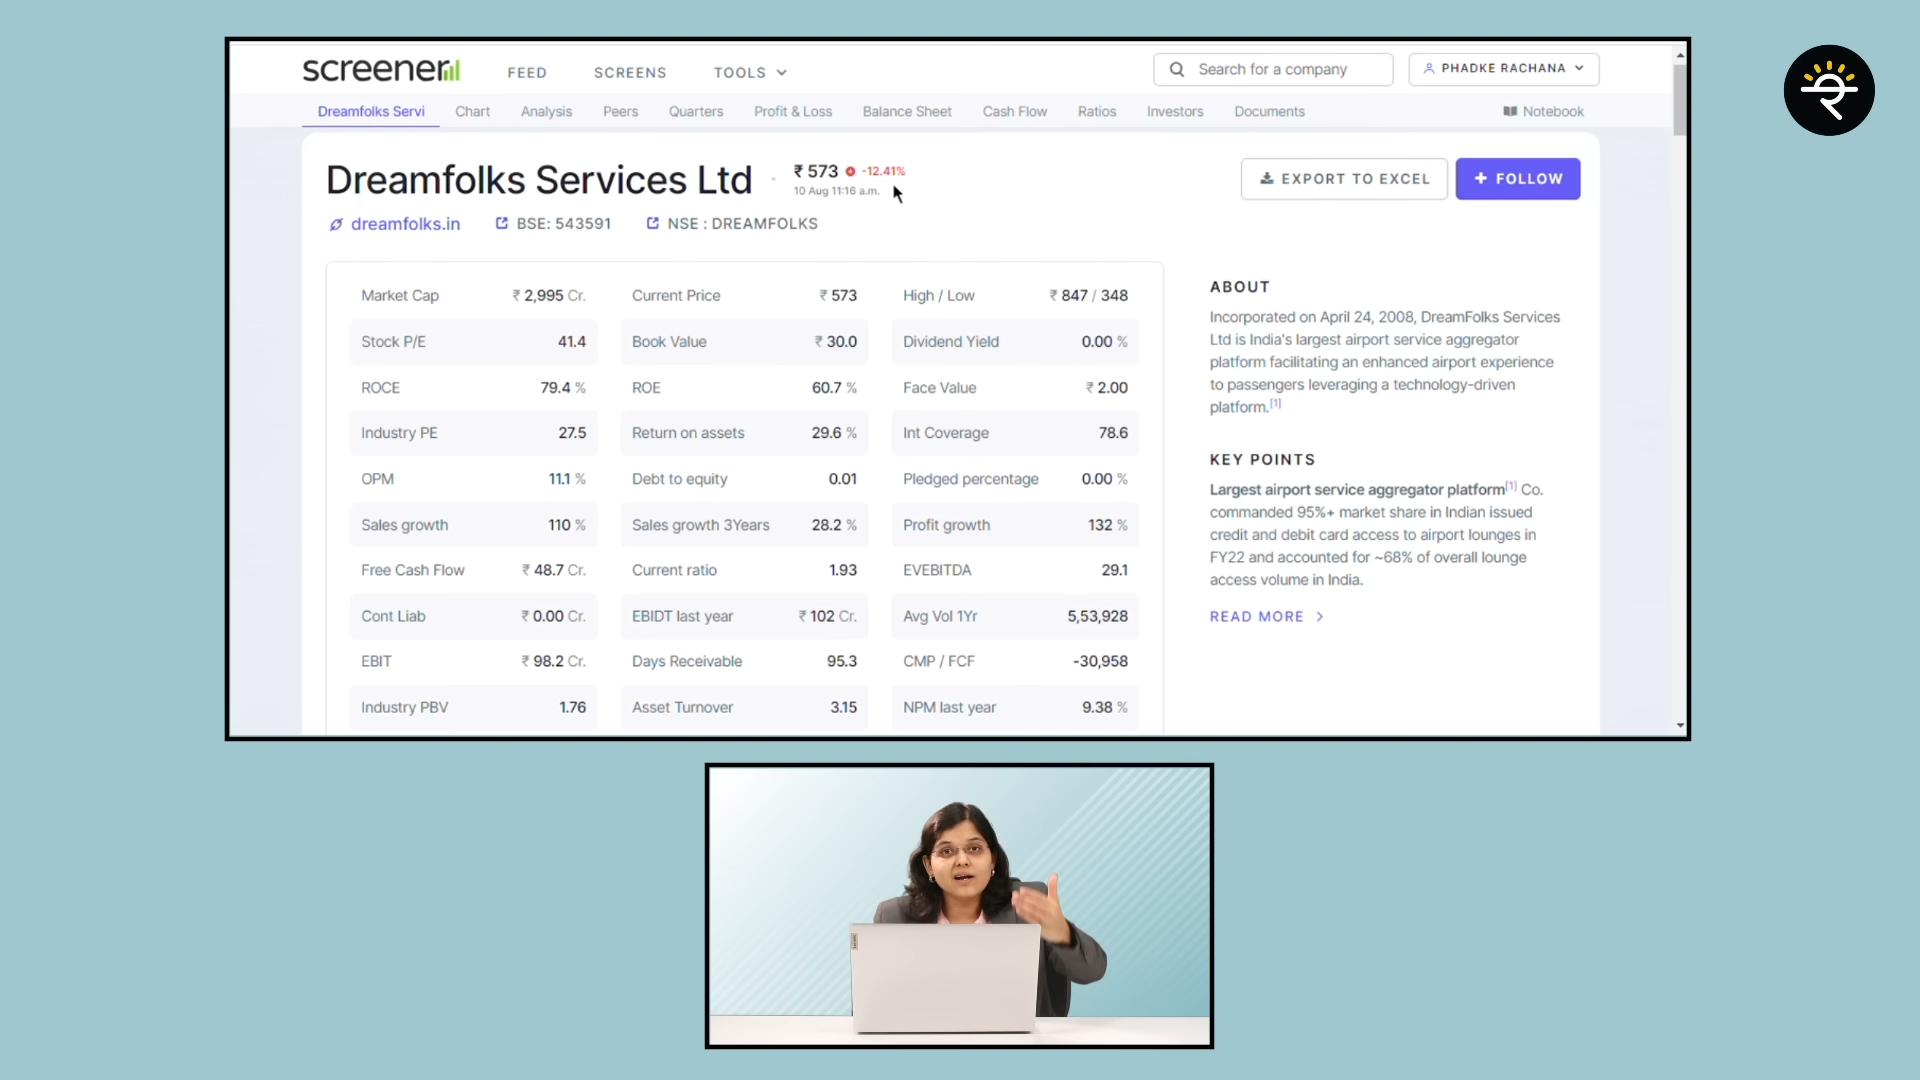 screener FEED SCREENS TOOLS Search for a company PHADKE RACHANA
Dreamfolks Servi Chart Analysis Peers Quarters Profit & Loss Balance Sheet Cash Flow Ratios Investors Documents Notebook
Dreamfolks Services Ltd ₹ 573 -12.41%
10 Aug 11:16 a.m.
EXPORT TO EXCEL + FOLLOW
dreamfolks.in BSE: 543591 NSE : DREAMFOLKS
Market Cap ₹ 2,995 Cr. Current Price ₹ 573 High / Low ₹ 847 / 348
Stock P/E 41.4 Book Value ₹ 30.0 Dividend Yield 0.00 %
ROCE 79.4 % ROE 60.7 % Face Value ₹ 2.00
Industry PE 27.5 Return on assets 29.6 % Int Coverage 78.6
OPM 11.1 % Debt to equity 0.01 Pledged percentage 0.00 %
Sales growth 110 % Sales growth 3Years 28.2 % Profit growth 132 %
Free Cash Flow ₹ 48.7 Cr. Current ratio 1.93 EVEBITDA 29.1
Cont Liab ₹ 0.00 Cr. EBIDT last year ₹ 102 Cr. Avg Vol 1Yr 5,53,928
EBIT ₹ 98.2 Cr. Days Receivable 95.3 CMP / FCF -30,958
Industry PBV 1.76 Asset Turnover 3.15 NPM last year 9.38 %
ABOUT
Incorporated on April 24, 2008, DreamFolks Services
Ltd is India's largest airport service aggregator
platform facilitating an enhanced airport experience
to passengers leveraging a technology-driven
platform.[1]
KEY POINTS
Largest airport service aggregator platform[1] Co.
commanded 95%+ market share in Indian issued
credit and debit card access to airport lounges in
FY22 and accounted for ~68% of overall lounge
access volume in India.
READ MORE